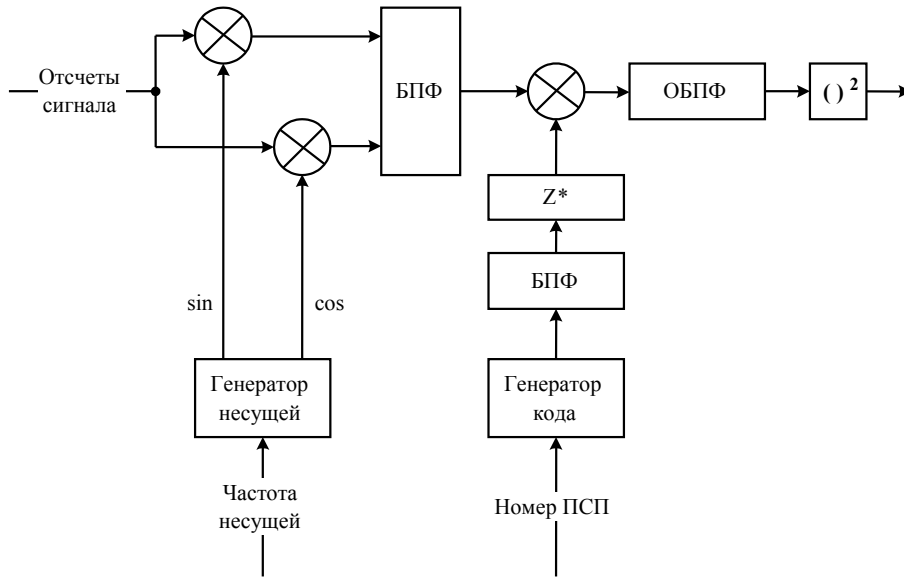 Отсчеты
сигнала
БПФ
ОБПФ
( ) 2
Z*
БПФ
sin
cos
Генератор
несущей
Генератор
кода
Частота
несущей
Номер ПСП